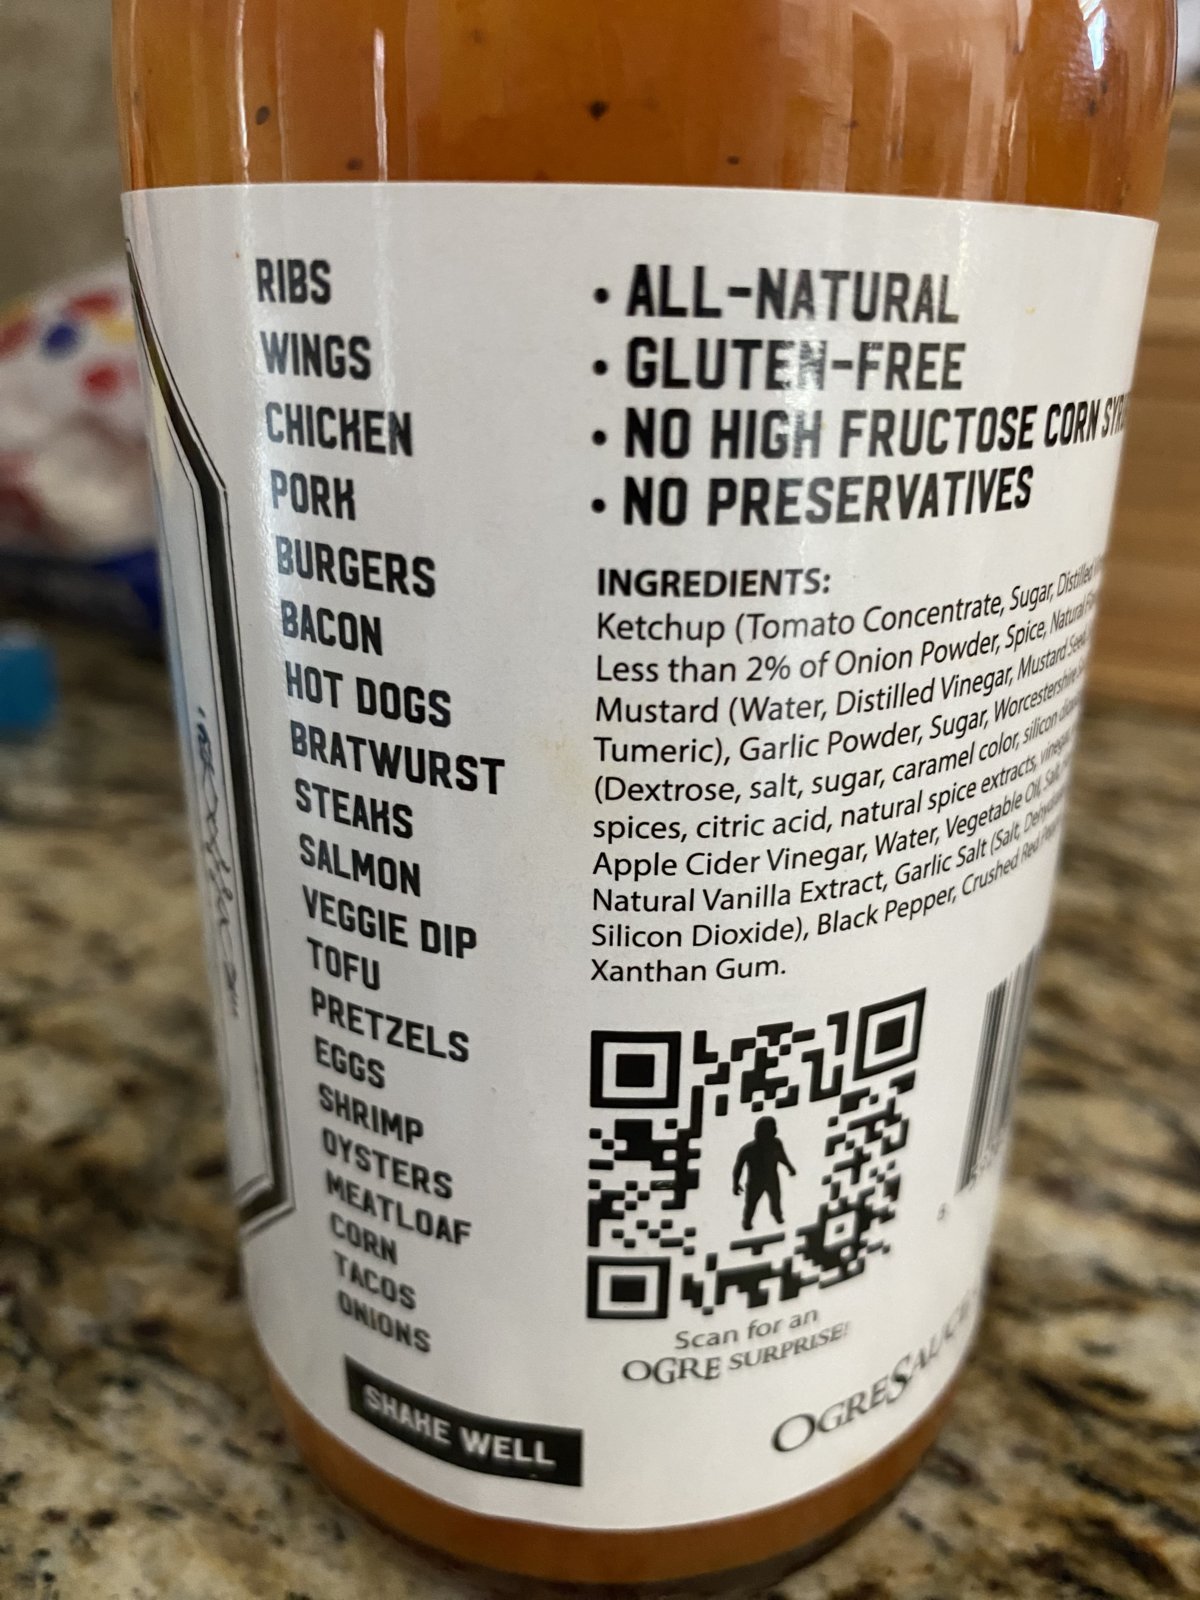 RIBS
WINGS
CHICKEN
PORK
BURGERS
BACON
HOT DOGS
BRATWURST
STEAKS
SALMON
VEGGIE DIP
TOFU
PRETZELS
EGGS
SHRIMP
OYSTERS
MEATLOAF
CORN
TACOS
ONIONS
SHAKE WELL
• ALL-NATURAL
• GLUTEN-FREE
• NO HIGH FRUCTOSE CORN
• NO PRESERVATIVES
INGREDIENTS:
Ketchup (Tomato Concentrate, Sugar, Distilled
Less than 2% of Onion Powder, Spice, Natural
Mustard (Water, Distilled Vinegar, Mustard Seed,
Tumeric), Garlic Powder, Sugar, Worcestershire
(Dextrose, salt, sugar, caramel color, silicon
spices, citric acid, natural spice extracts, vinegar,
Apple Cider Vinegar, Water, Vegetable Oil, Salt,
Natural Vanilla Extract, Garlic Salt (Salt,
Silicon Dioxide), Black Pepper, Crushed Red
Xanthan Gum.
Scan for an
OGRE SURPRISE!